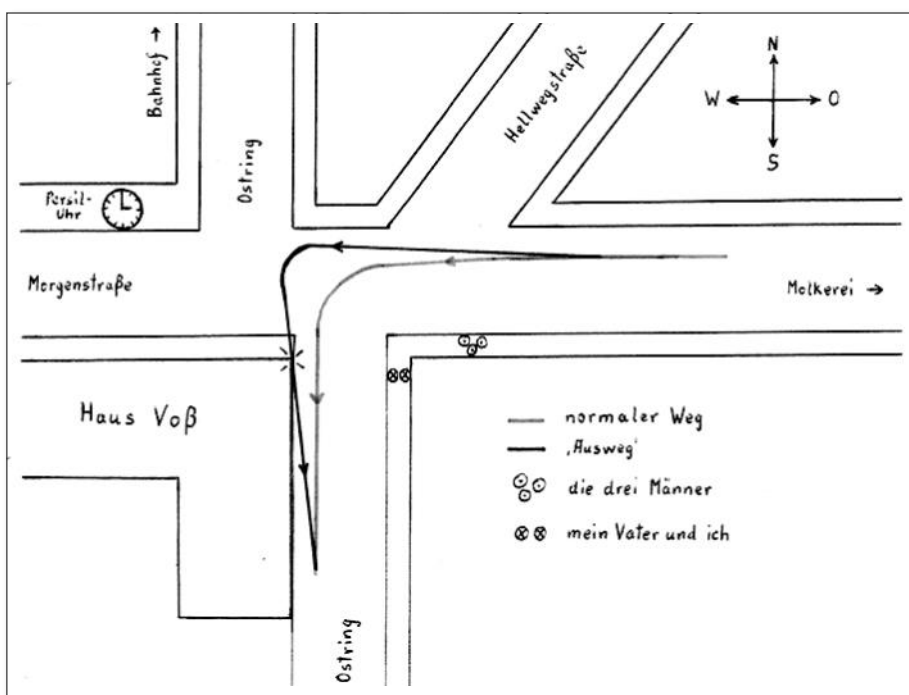 Bahnhof →
Ostring
Hellwegstraße
N
W O
S
Persil-
Uhr
Morgenstraße
Molkerei →
Haus Voß
normaler Weg
‚Ausweg'
die drei Männer
mein Vater und ich
Ostring